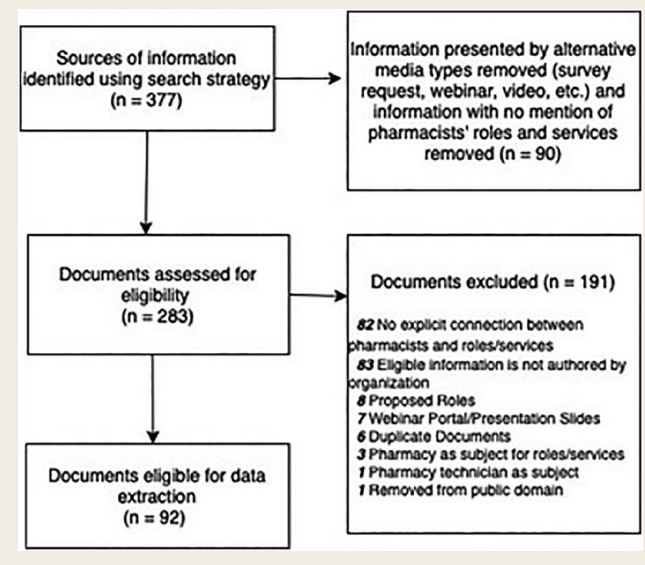 Sources of information
identified using search strategy
(n = 377)
Information presented by alternative
media types removed (survey
request, webinar, video, etc.) and
information with no mention of
pharmacists' roles and services
removed (n = 90)
Documents assessed for
eligibility
(n = 283)
Documents excluded (n = 191)
82 No explicit connection between
pharmacists and roles/services
83 Eligible information is not authored by
organization
8 Proposed Roles
7 Webinar Portal/Presentation Slides
6 Duplicate Documents
3 Pharmacy as subject for roles/services
1 Pharmacy technician as subject
1 Removed from public domain
Documents eligible for data
extraction
(n = 92)